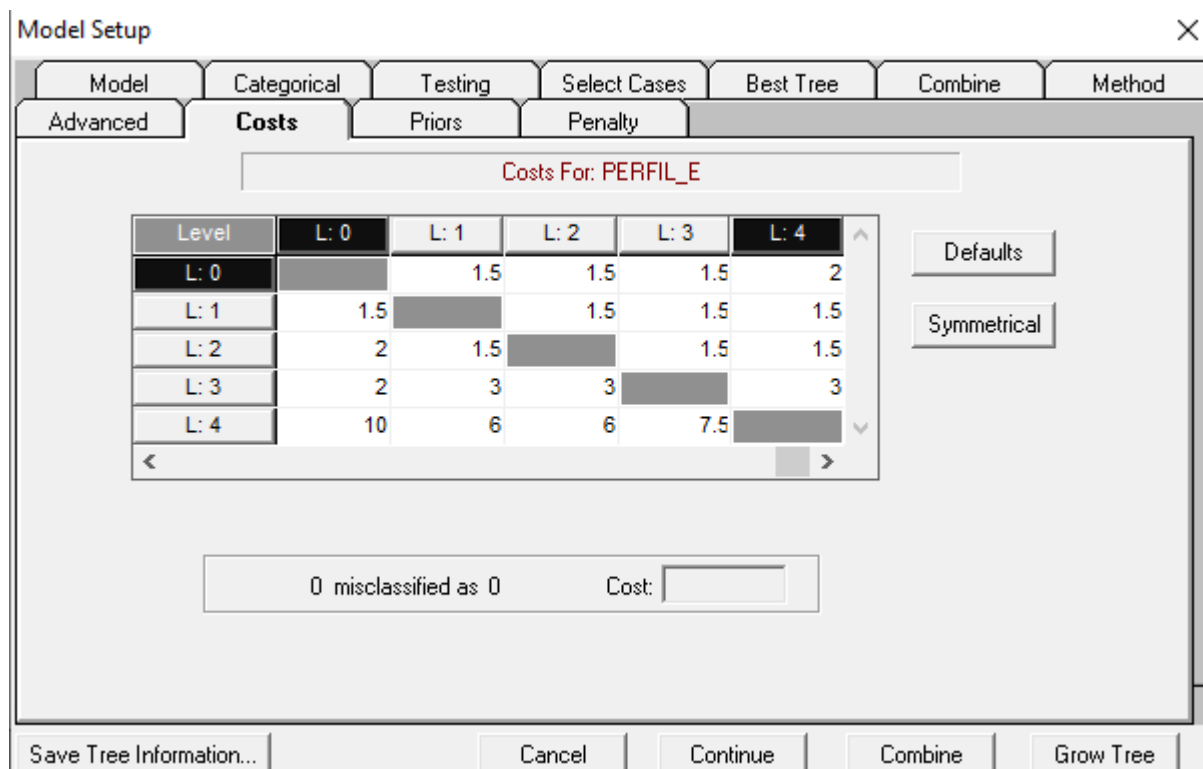 Model Setup
Model Categorical Testing Select Cases Best Tree Combine Method
Advanced Costs Priors Penalty
Costs For: PERFIL_E
Level L: 0 L: 1 L: 2 L: 3 L: 4
L: 0 1.5 1.5 1.5 2
L: 1 1.5 1.5 1.5 1.5
L: 2 2 1.5 1.5 1.5
L: 3 2 3 3 3
L: 4 10 6 6 7.5
Defaults
Symmetrical
0 misclassified as 0 Cost:
Save Tree Information... Cancel Continue Combine Grow Tree